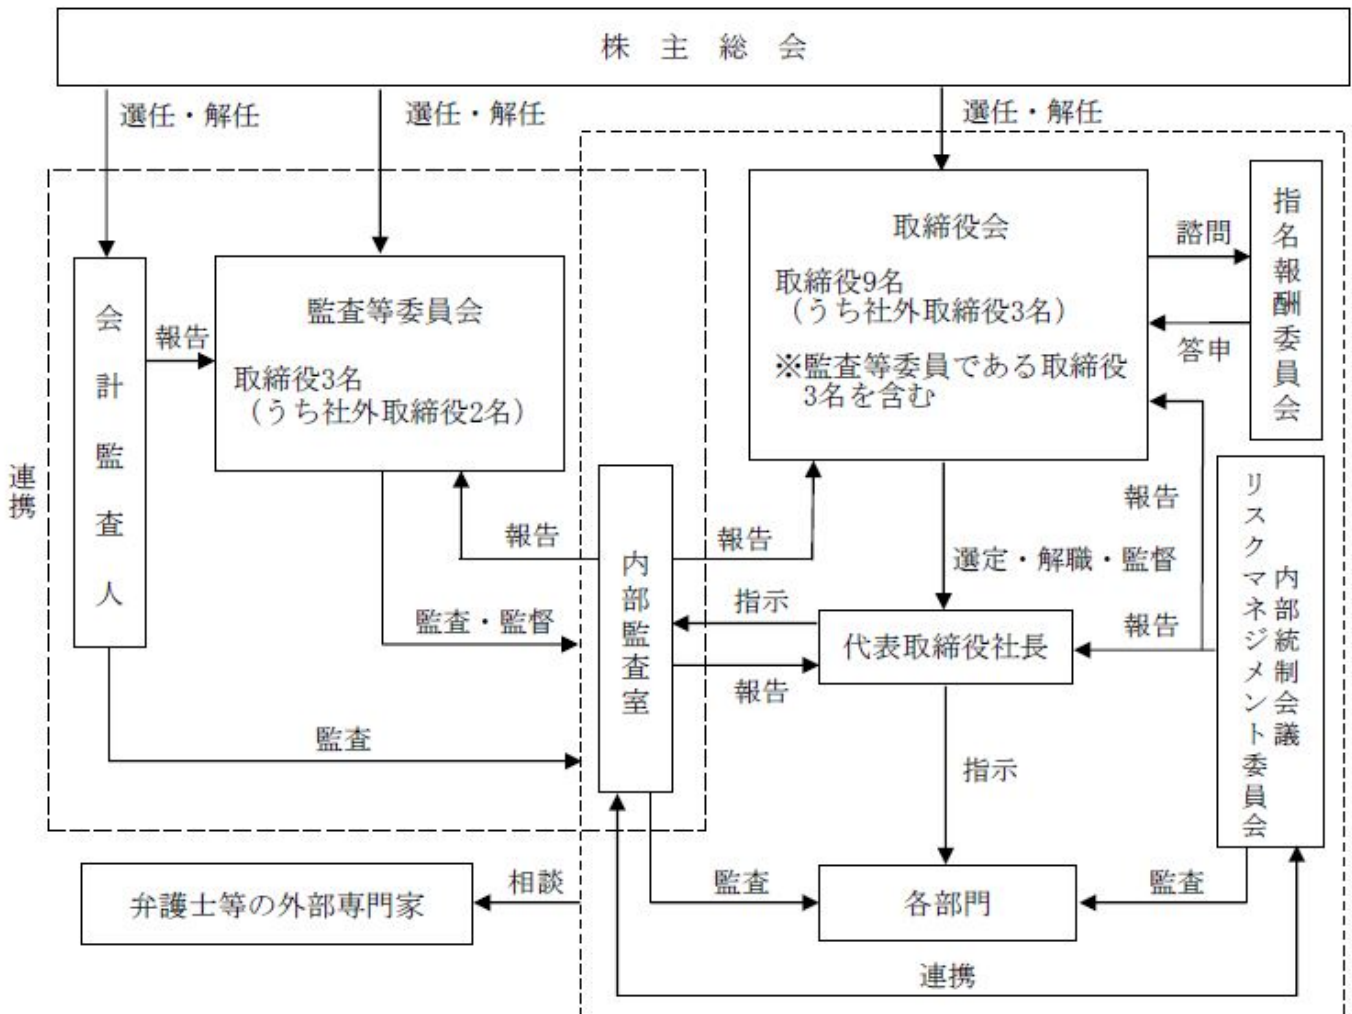 株主総会
選任・解任
選任・解任
選任・解任
取締役会
取締役9名
（うち社外取締役3名）
※監査等委員である取締役
3名を含む
諮問
答申
指名報酬委員会
会計監査人
報告
監査等委員会
取締役3名
（うち社外取締役2名）
連携
報告
内部監査室
報告
監査・監督
監査
選定・解職・監督
指示
報告
代表取締役社長
報告
報告
内部統制会議
リスクマネジメント委員会
指示
弁護士等の外部専門家
相談
監査
各部門
監査
連携